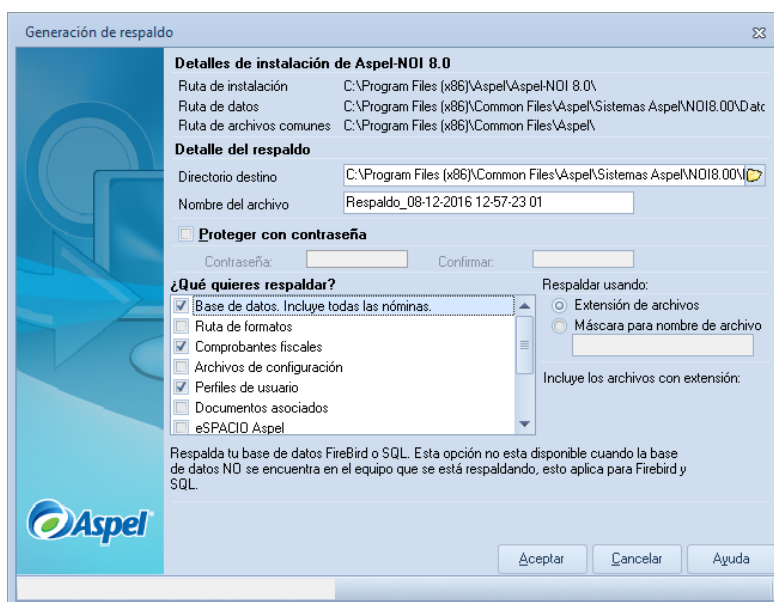 Generación de respaldo
Detalles de instalación de Aspel-NOI 8.0
Ruta de instalación C:\Program Files (x86)\Aspel\Aspel-NOI 8.0\
Ruta de datos C:\Program Files (x86)\Common Files\Aspel\Sistemas Aspel\NOI8.00\Datc
Ruta de archivos comunes C:\Program Files (x86)\Common Files\Aspel\
Detalle del respaldo
Directorio destino C:\Program Files (x86)\Common Files\Aspel\Sistemas Aspel\NOI8.00\
Nombre del archivo Respaldo_08-12-2016 12-57-23 01
Proteger con contraseña
Contraseña: Confirmar:
¿Qué quieres respaldar? Respaldar usando:
Base de datos. Incluye todas las nóminas. Extensión de archivos
Ruta de formatos Máscara para nombre de archivo
Comprobantes fiscales
Archivos de configuración
Incluye los archivos con extensión:
Perfiles de usuario
Documentos asociados
eSPACIO Aspel
Respalda tu base de datos FireBird o SQL. Esta opción no esta disponible cuando la base
de datos NO se encuentra en el equipo que se está respaldando, esto aplica para Firebird y
SQL.
Aspel
Aceptar Cancelar Ayuda